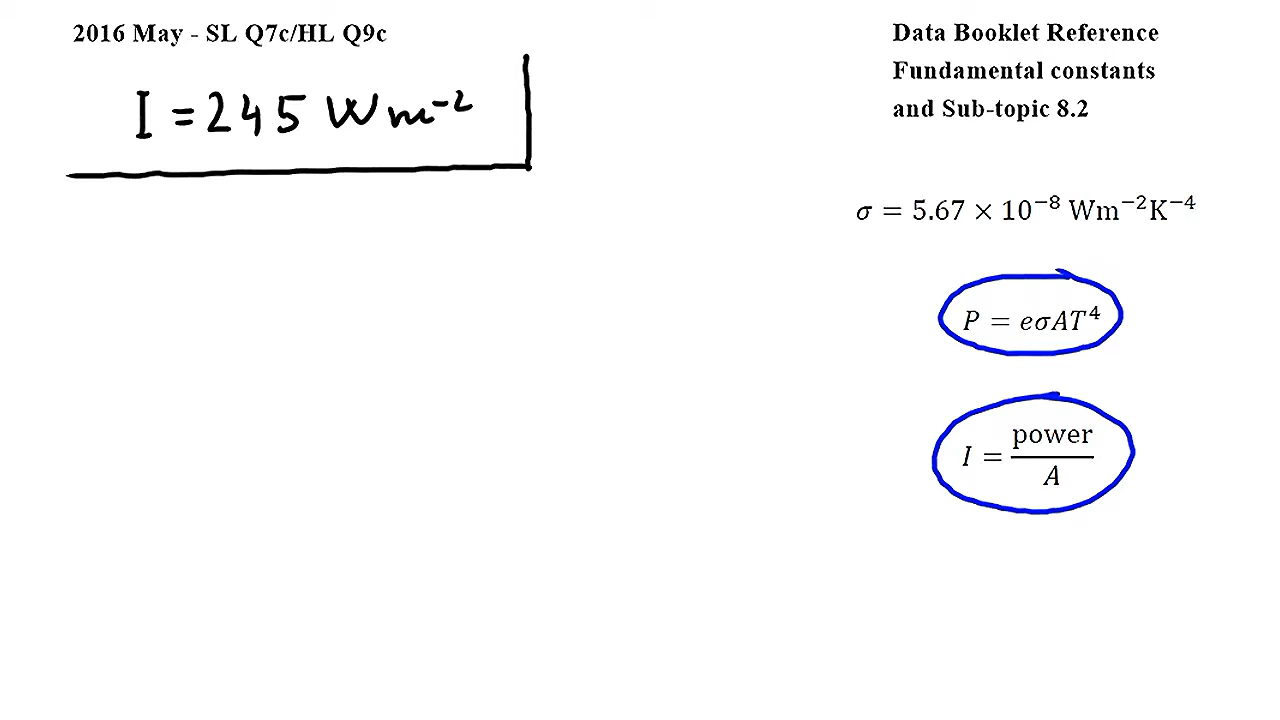 2016 May - SL Q7c/HL Q9c
I = 245 Wm⁻²
Data Booklet Reference
Fundamental constants
and Sub-topic 8.2
σ = 5.67 × 10⁻⁸ Wm⁻²K⁻⁴
P = eσAT⁴
I = power
A